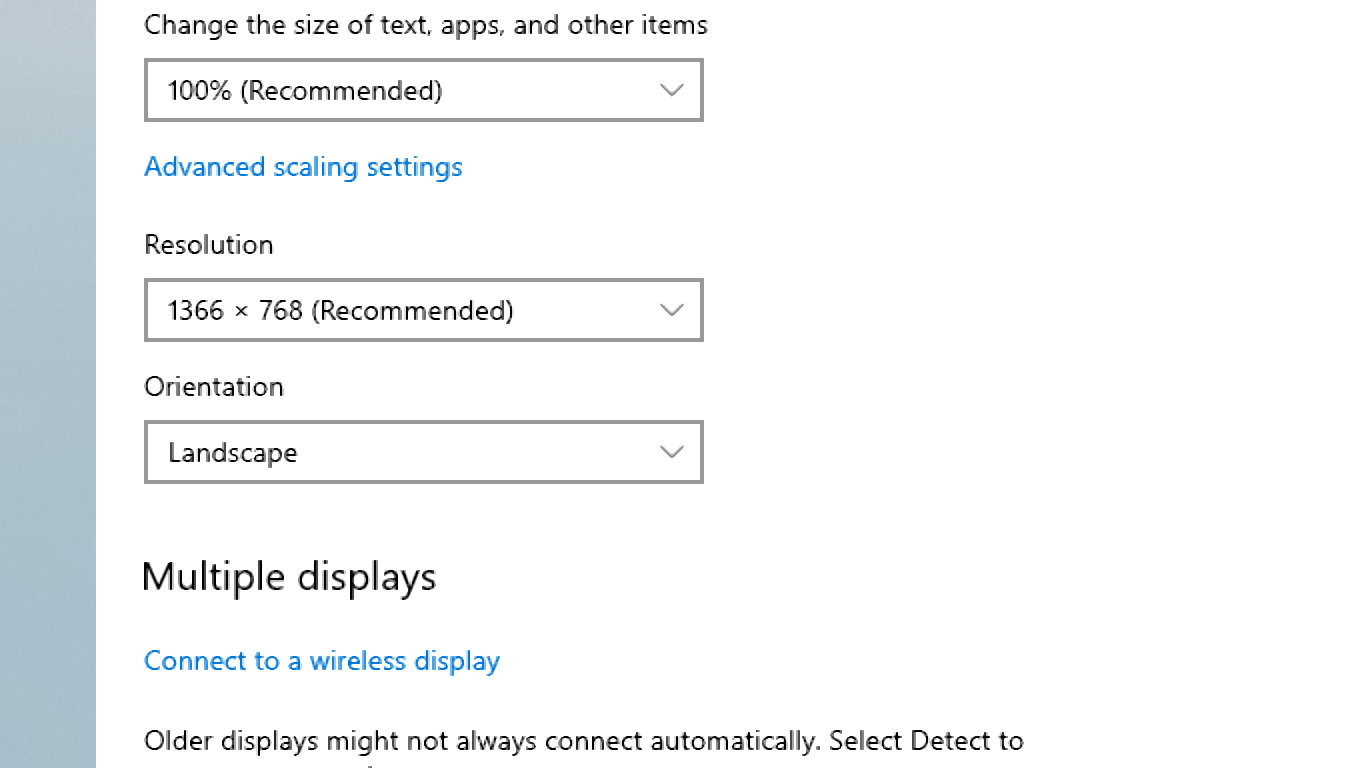 Change the size of text, apps, and other items
100% (Recommended)
Advanced scaling settings
Resolution
1366 × 768 (Recommended)
Orientation
Landscape
Multiple displays
Connect to a wireless display
Older displays might not always connect automatically. Select Detect to